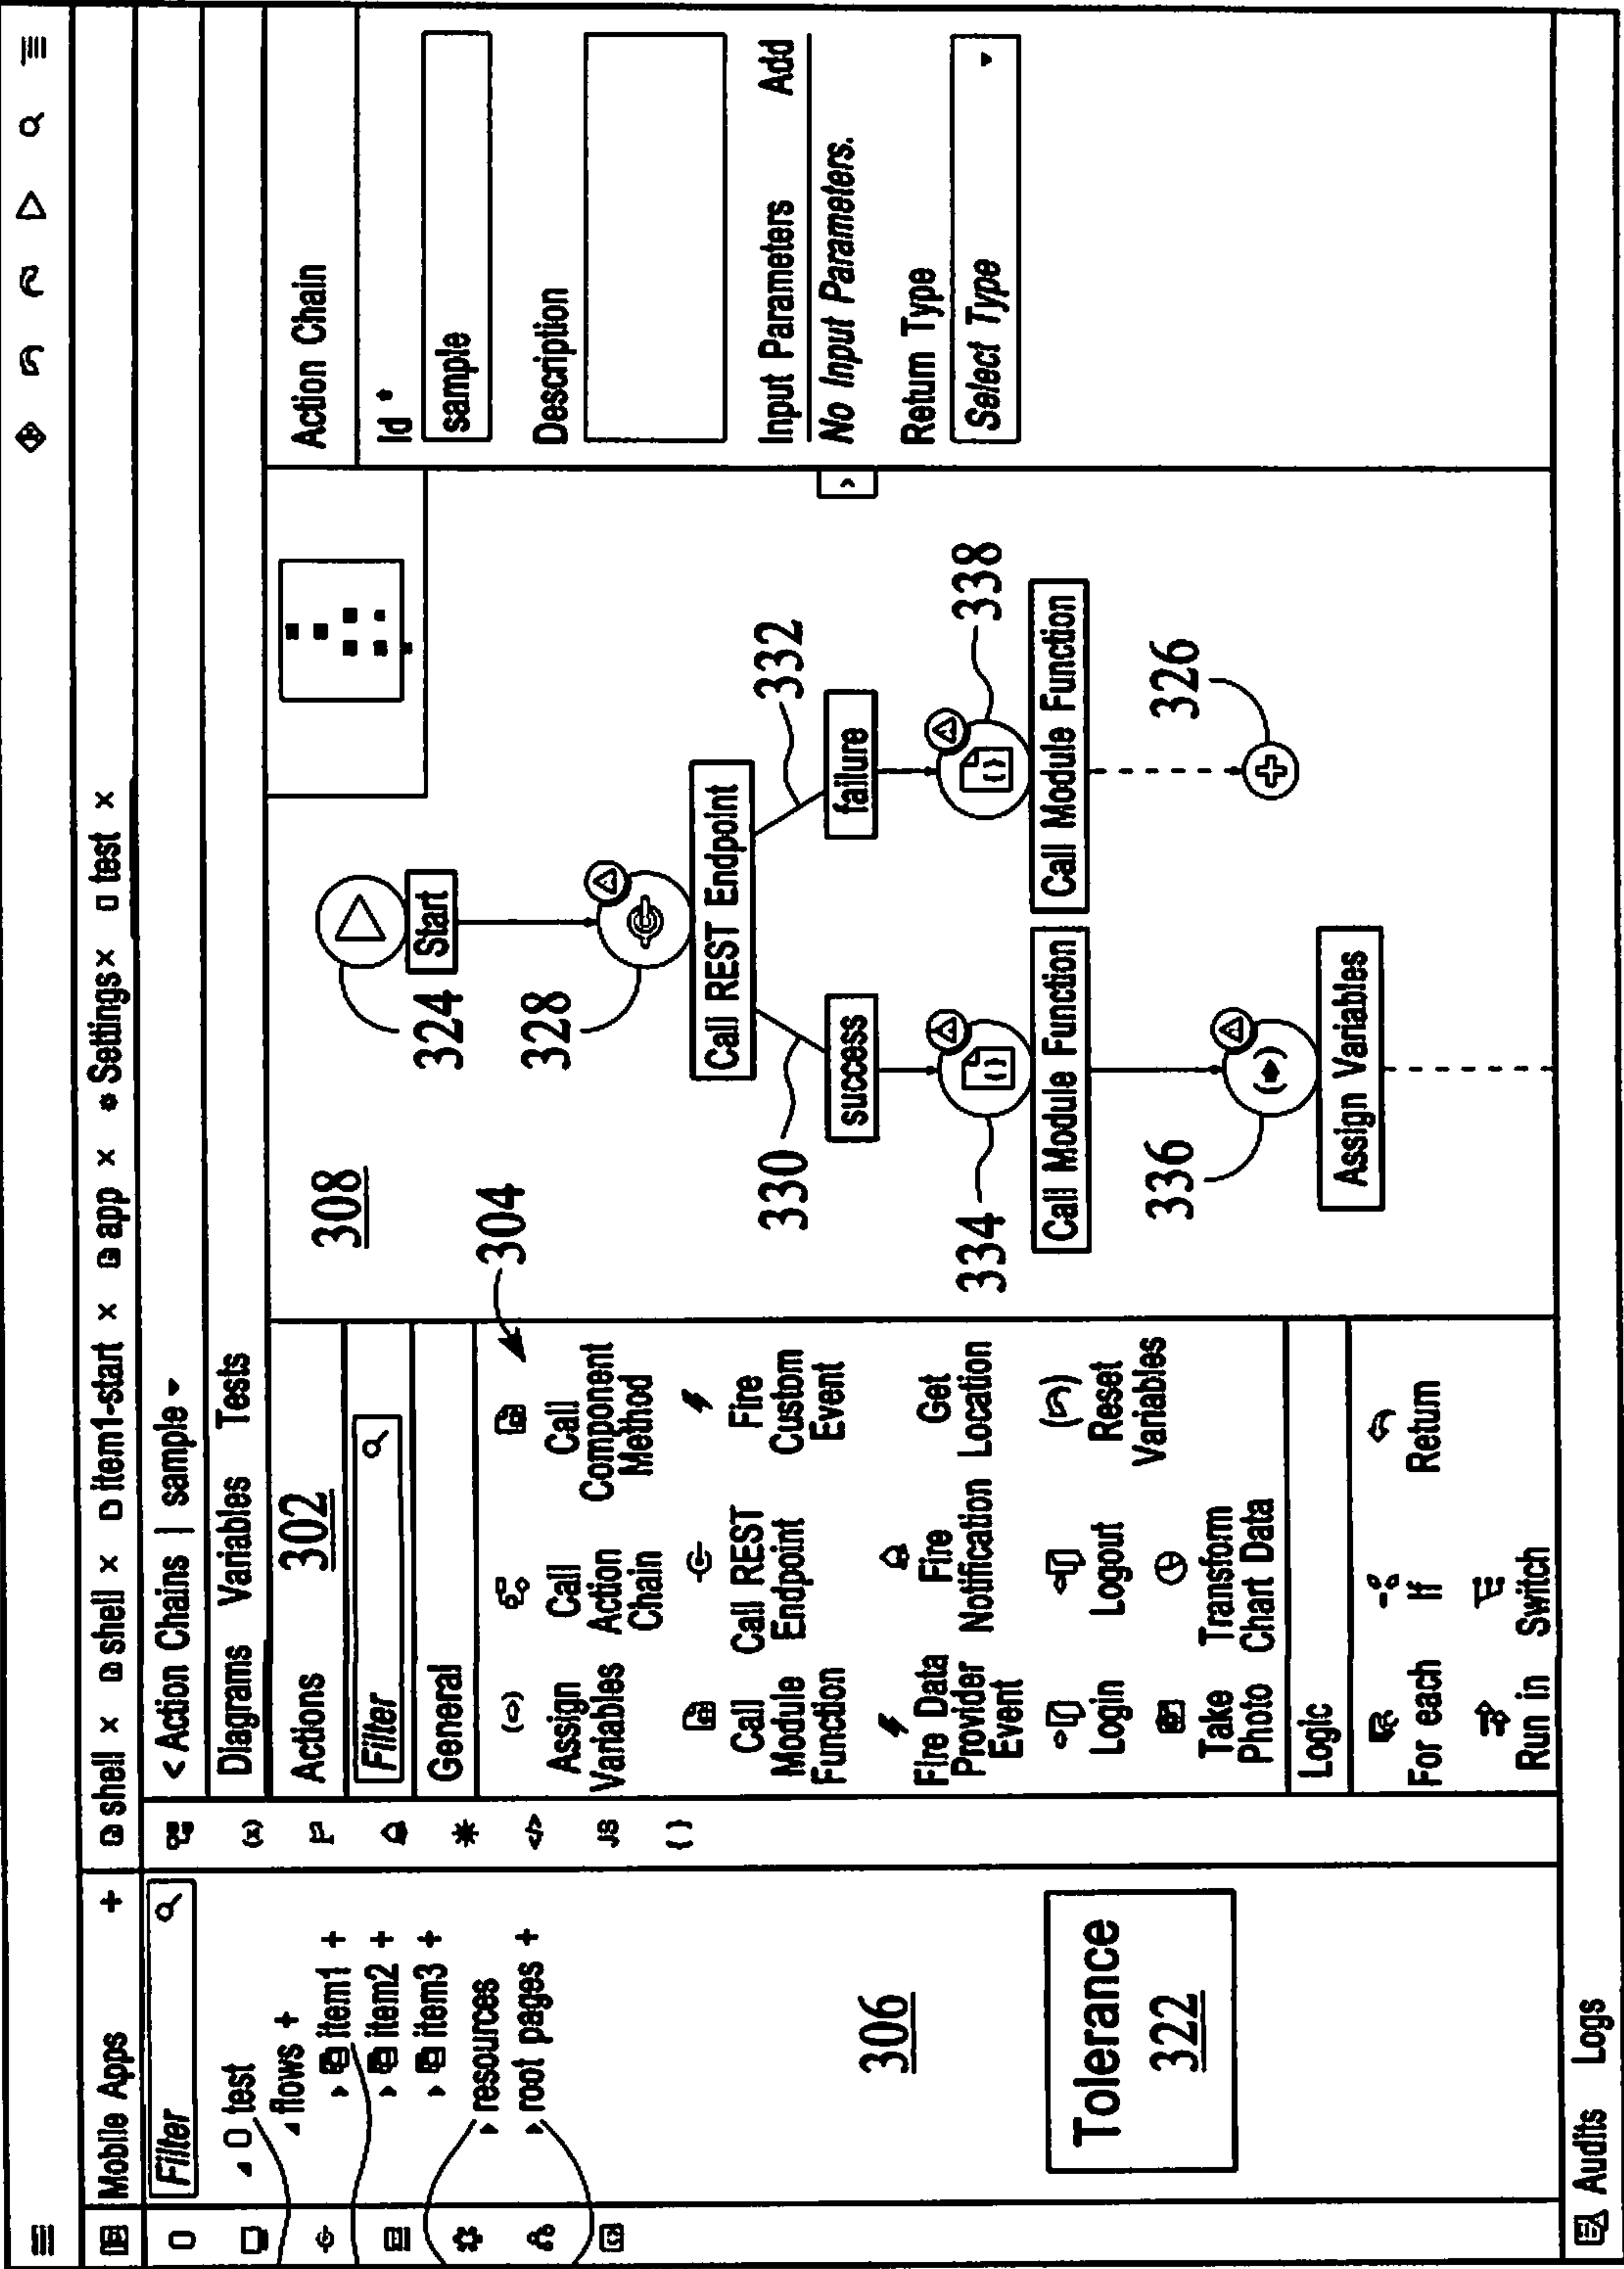 Mobile Apps +
shell × shell × item1-start × app × Settings × test ×
Filter
test
flows +
item1 +
item2 +
item3 +
resources
root pages +
306
Tolerance
322
(x)
</>
JS
{ }
< Action Chains | sample
Diagrams Variables Tests
Actions 302
Filter
General
304
Assign Variables
Call Action Chain
Call Component Method
Call Module Function
Call REST Endpoint
Fire Custom Event
Fire Data Provider Event
Fire Notification
Get Location
Login
Logout
Reset Variables
Take Photo
Transform Chart Data
Logic
For each
If
Return
Run in
Switch
308
324
Start
328
Call REST Endpoint
330
332
success
failure
334
338
Call Module Function
Call Module Function
336
326
Assign Variables
Action Chain
Id *
sample
Description
Input Parameters Add
No Input Parameters.
Return Type
Select Type
Audits Logs